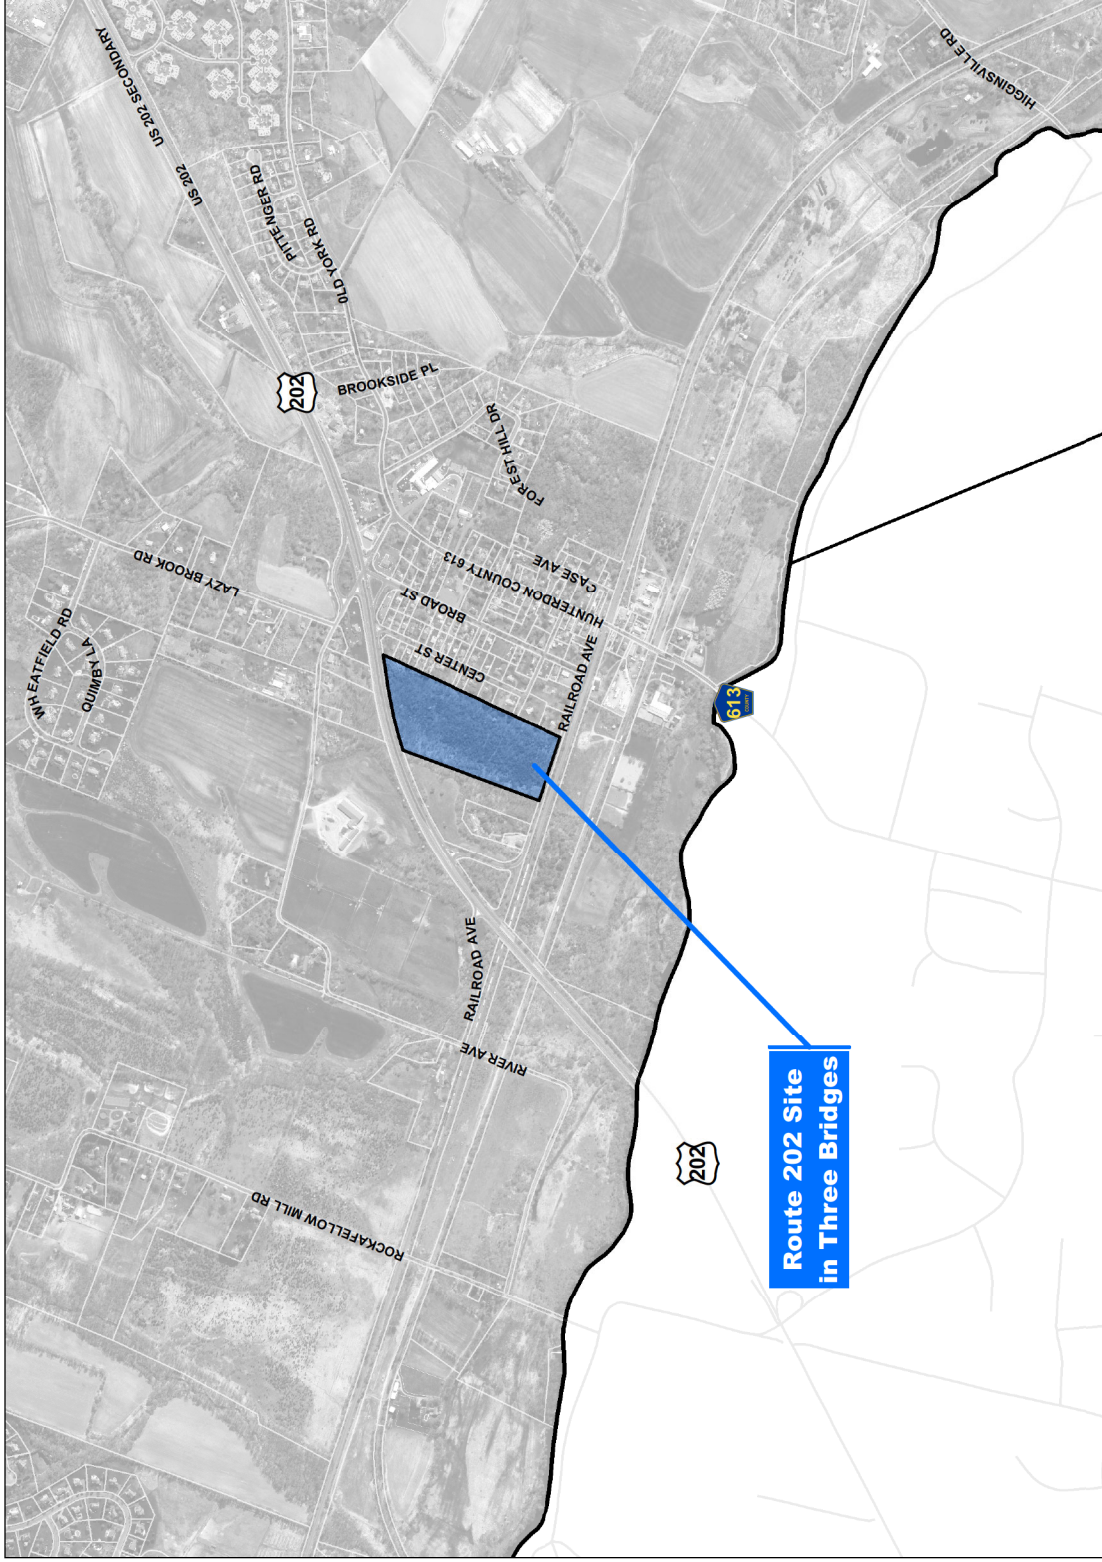 US 202 SECONDARY
US 202
PITTENGER RD
OLD YORK RD
HIGGINSVILLE RD
202
BROOKSIDE PL
FOREST HILL DR
LAZY BROOK RD
CASE AVE
HUNTERDON COUNTY 613
BROAD ST
CENTER ST
WHEATFIELD RD
QUIMBY LA
RAILROAD AVE
613
COUNTY
RAILROAD AVE
RIVER AVE
ROCKAFELLOW MILL RD
202
Route 202 Site
in Three Bridges